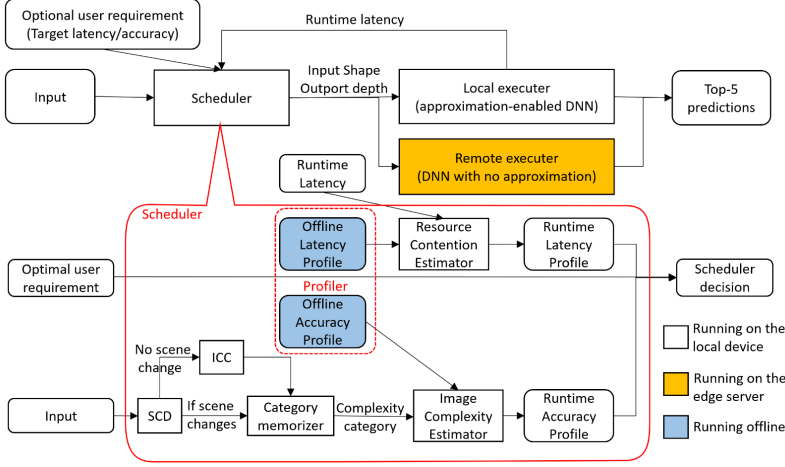 Optional user requirement
(Target latency/accuracy)
Runtime latency
Input
Scheduler
Input Shape
Outport depth
Local executer
(approximation-enabled DNN)
Top-5
predictions
Remote executer
(DNN with no approximation)
Runtime
Latency
Scheduler
Offline
Latency
Profile
Resource
Contention
Estimator
Runtime
Latency
Profile
Optimal user
requirement
Profiler
Scheduler
decision
Offline
Accuracy
Profile
No scene
change
ICC
Input
SCD
If scene
changes
Category
memorizer
Complexity
category
Image
Complexity
Estimator
Runtime
Accuracy
Profile
Running on the
local device
Running on the
edge server
Running offline